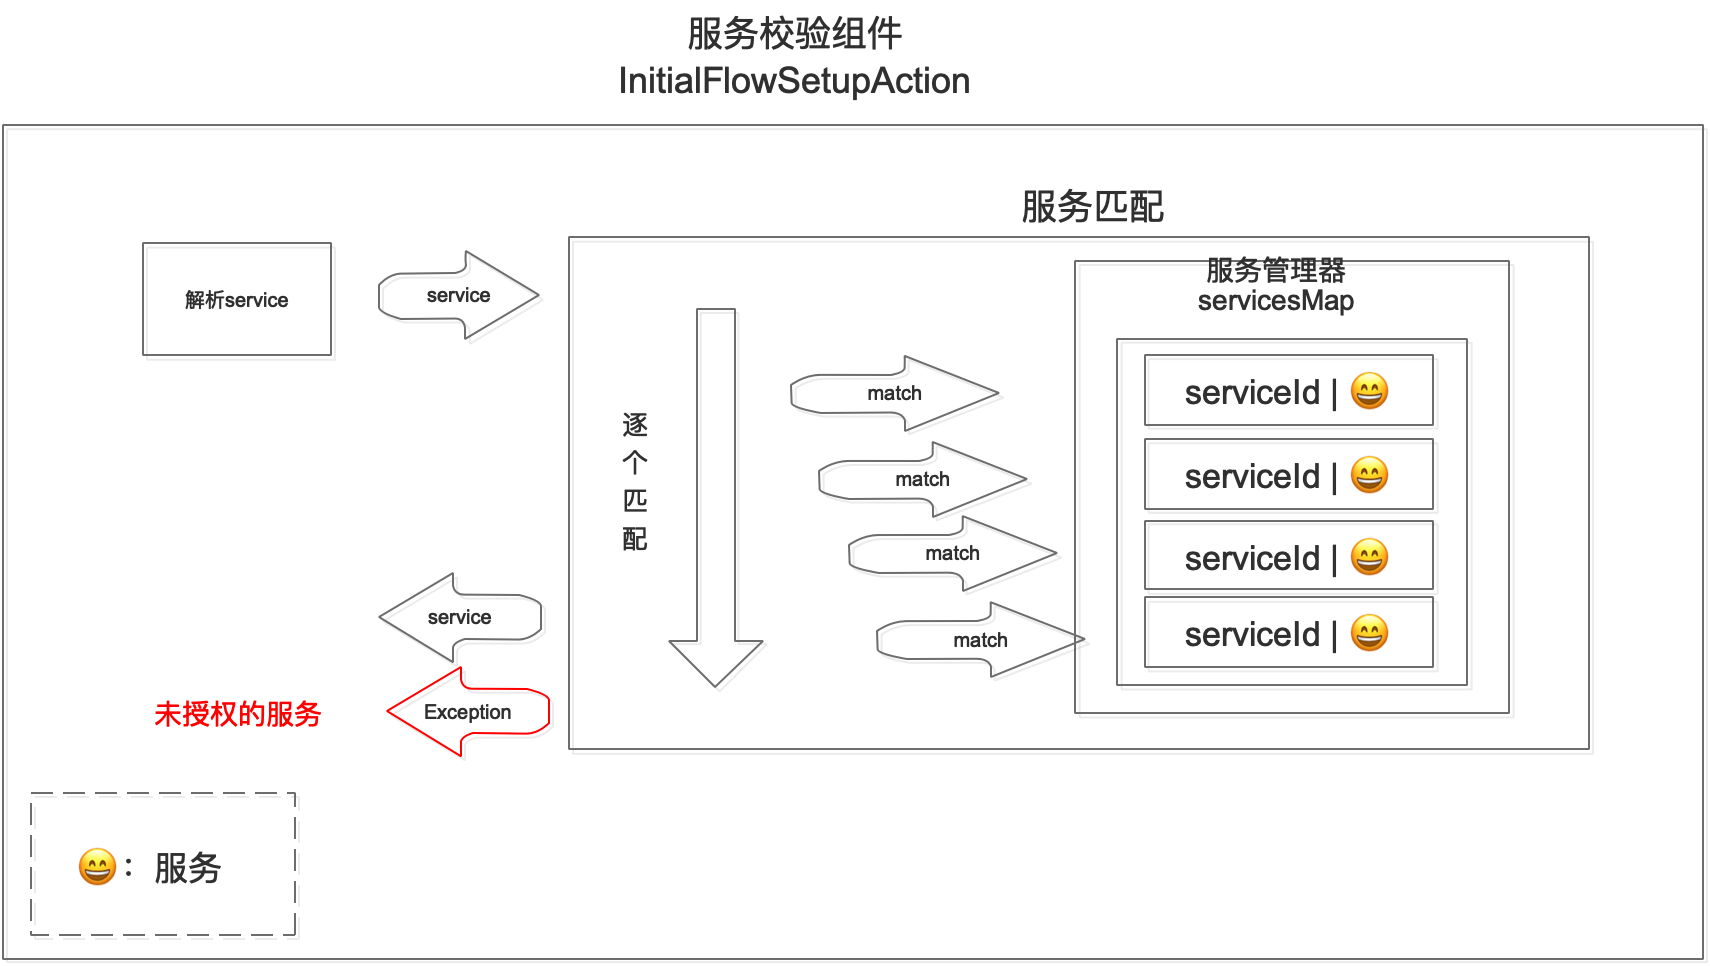 服务校验组件
InitialFlowSetupAction
服务匹配
解析service
service
服务管理器
servicesMap
逐
个
匹
配
match
match
match
match
serviceId | 😄
serviceId | 😄
serviceId | 😄
serviceId | 😄
service
Exception
未授权的服务
😄：服务